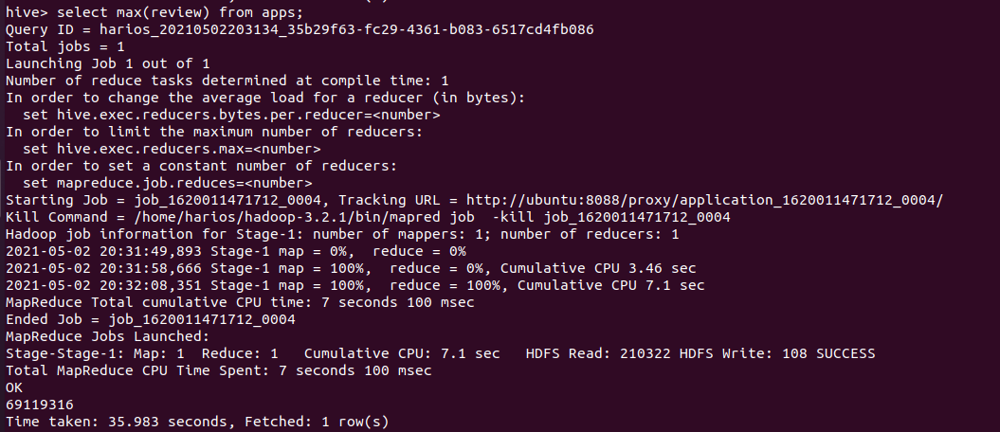 hive> select max(review) from apps;
Query ID = harios_20210502203134_35b29f63-fc29-4361-b083-6517cd4fb086
Total jobs = 1
Launching Job 1 out of 1
Number of reduce tasks determined at compile time: 1
In order to change the average load for a reducer (in bytes):
  set hive.exec.reducers.bytes.per.reducer=<number>
In order to limit the maximum number of reducers:
  set hive.exec.reducers.max=<number>
In order to set a constant number of reducers:
  set mapreduce.job.reduces=<number>
Starting Job = job_1620011471712_0004, Tracking URL = http://ubuntu:8088/proxy/application_1620011471712_0004/
Kill Command = /home/harios/hadoop-3.2.1/bin/mapred job  -kill job_1620011471712_0004
Hadoop job information for Stage-1: number of mappers: 1; number of reducers: 1
2021-05-02 20:31:49,893 Stage-1 map = 0%,  reduce = 0%
2021-05-02 20:31:58,666 Stage-1 map = 100%,  reduce = 0%, Cumulative CPU 3.46 sec
2021-05-02 20:32:08,351 Stage-1 map = 100%,  reduce = 100%, Cumulative CPU 7.1 sec
MapReduce Total cumulative CPU time: 7 seconds 100 msec
Ended Job = job_1620011471712_0004
MapReduce Jobs Launched:
Stage-Stage-1: Map: 1  Reduce: 1   Cumulative CPU: 7.1 sec   HDFS Read: 210322 HDFS Write: 108 SUCCESS
Total MapReduce CPU Time Spent: 7 seconds 100 msec
OK
69119316
Time taken: 35.983 seconds, Fetched: 1 row(s)